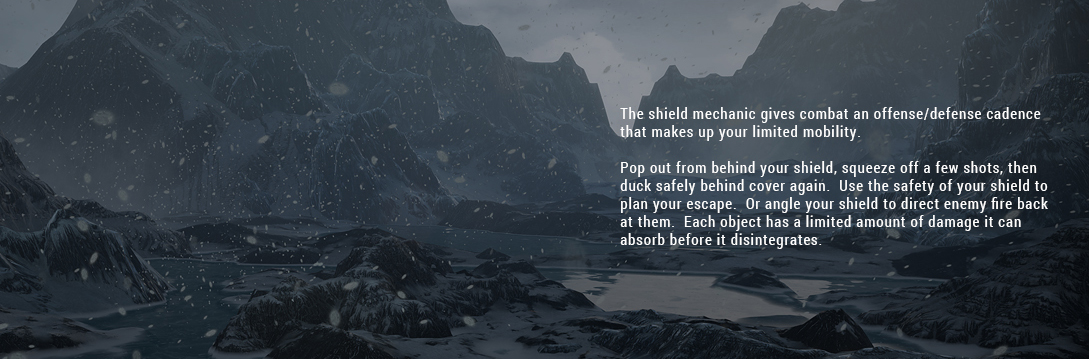 The shield mechanic gives combat an offense/defense cadence
that makes up your limited mobility.
Pop out from behind your shield, squeeze off a few shots, then
duck safely behind cover again.  Use the safety of your shield to
plan your escape.  Or angle your shield to direct enemy fire back
at them.  Each object has a limited amount of damage it can
absorb before it disintegrates.